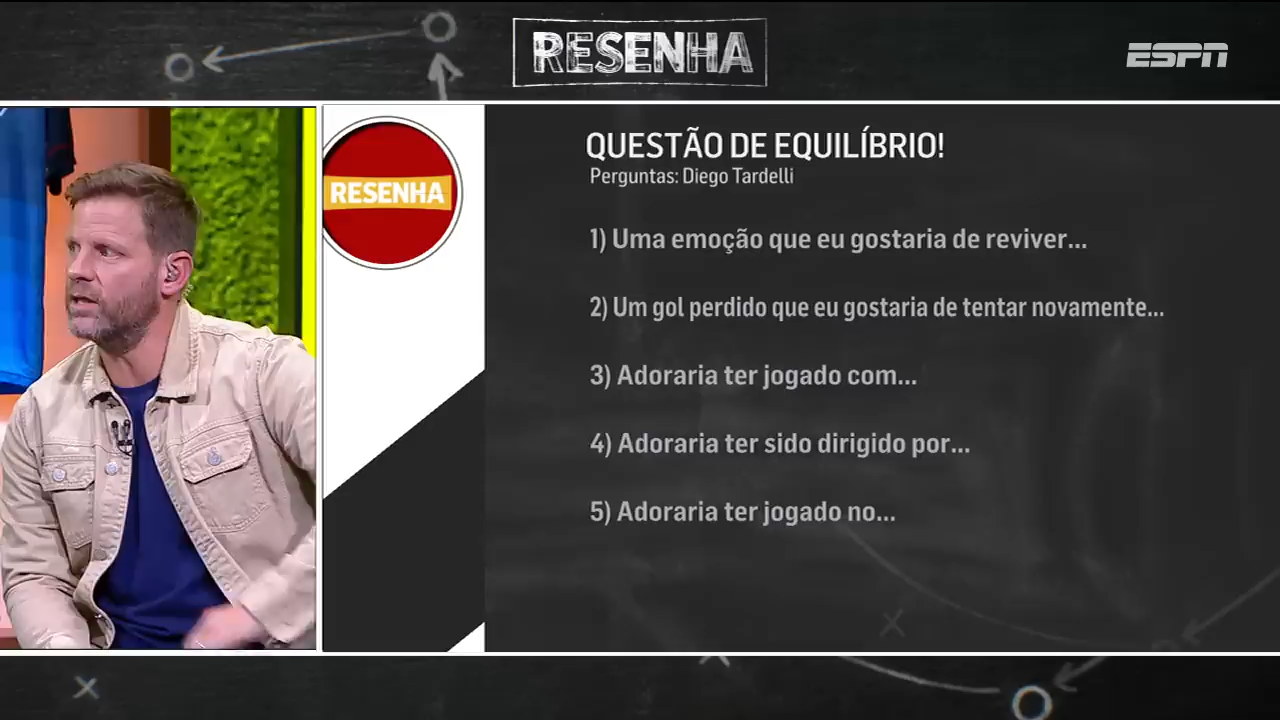 RESENHA
ESPN
RESENHA
QUESTÃO DE EQUILÍBRIO!
Perguntas: Diego Tardelli
1) Uma emoção que eu gostaria de reviver...
2) Um gol perdido que eu gostaria de tentar novamente...
3) Adoraria ter jogado com...
4) Adoraria ter sido dirigido por...
5) Adoraria ter jogado no...